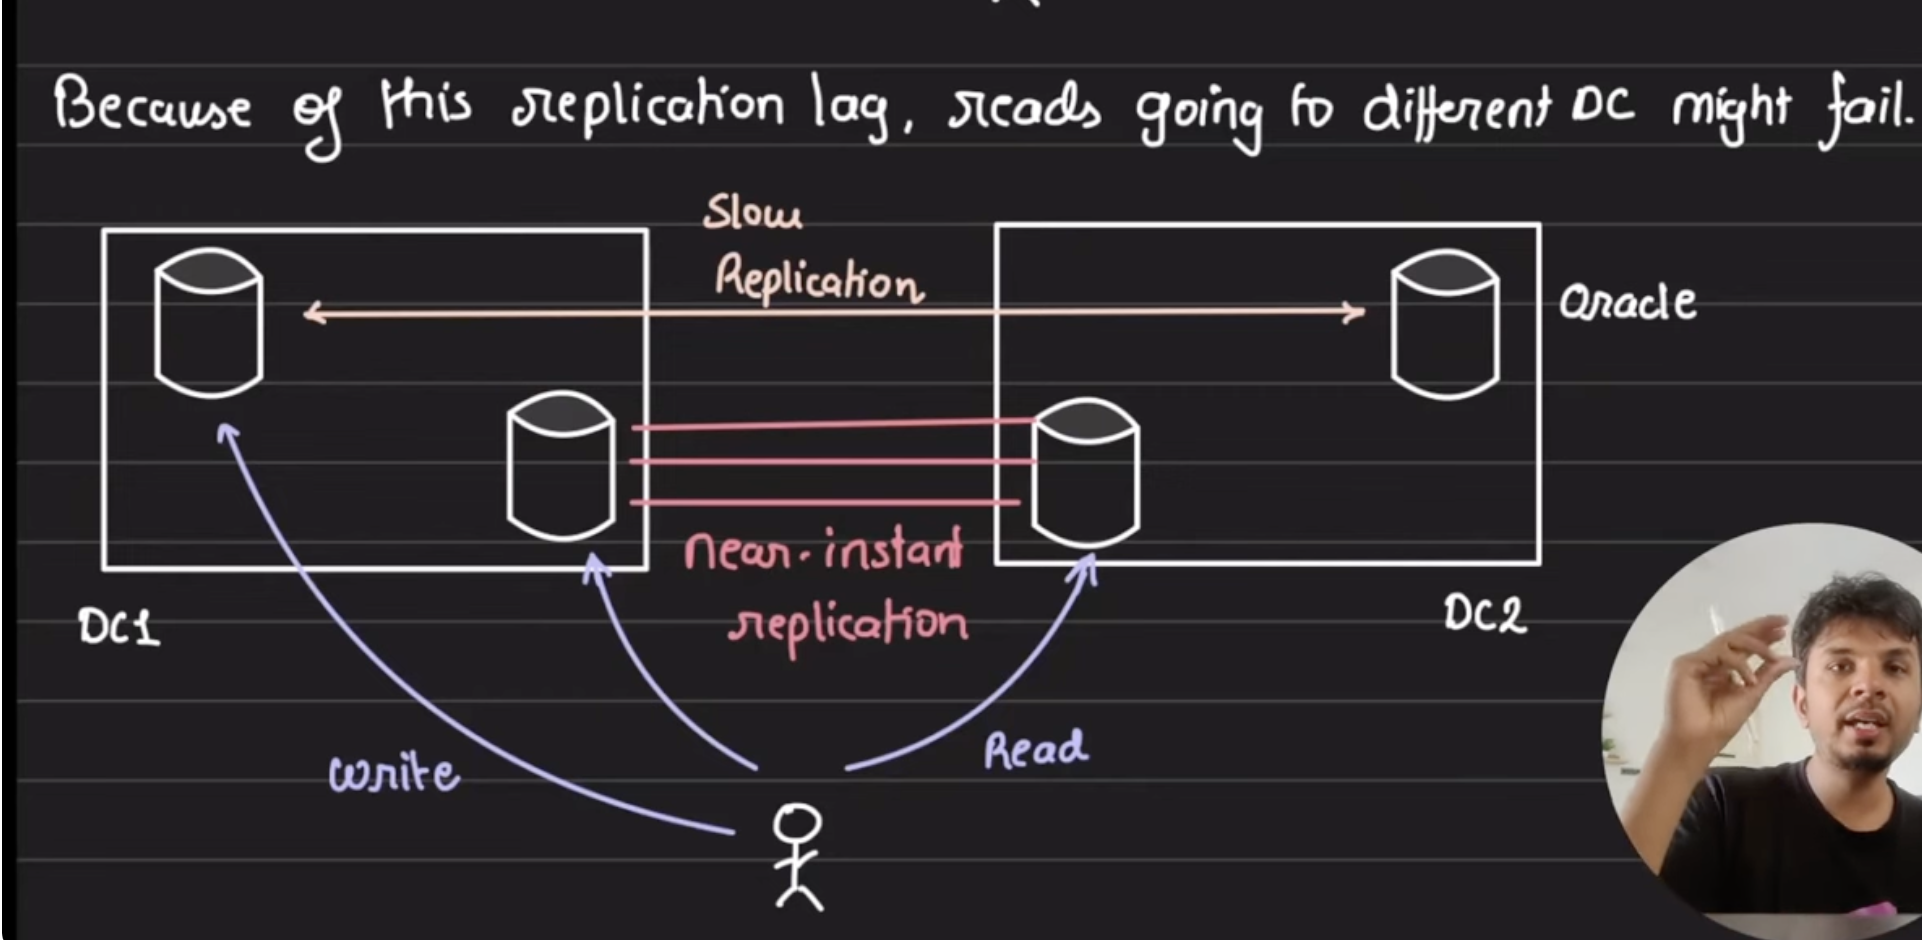 Because of this replication lag, reads going to different DC might fail.
Slow
Replication
Oracle
near-instant
replication
DC1
DC2
Write
Read